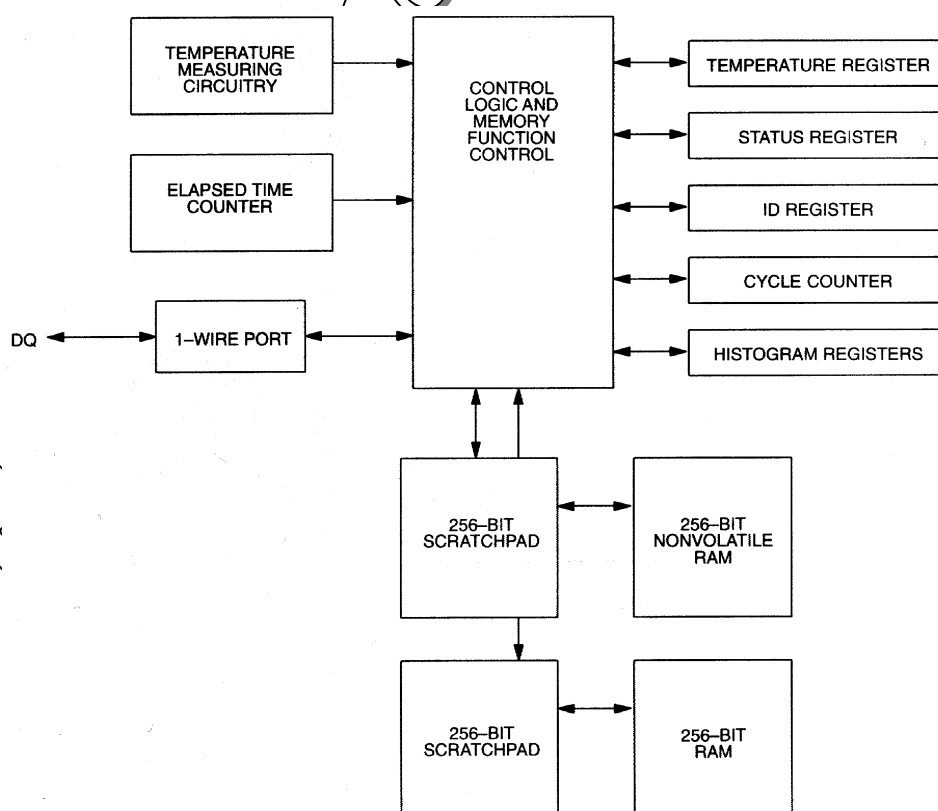 TEMPERATURE
MEASURING
CIRCUITRY
ELAPSED TIME
COUNTER
DQ
1–WIRE PORT
CONTROL
LOGIC AND
MEMORY
FUNCTION
CONTROL
TEMPERATURE REGISTER
STATUS REGISTER
ID REGISTER
CYCLE COUNTER
HISTOGRAM REGISTERS
256–BIT
SCRATCHPAD
256–BIT
NONVOLATILE
RAM
256–BIT
SCRATCHPAD
256–BIT
RAM